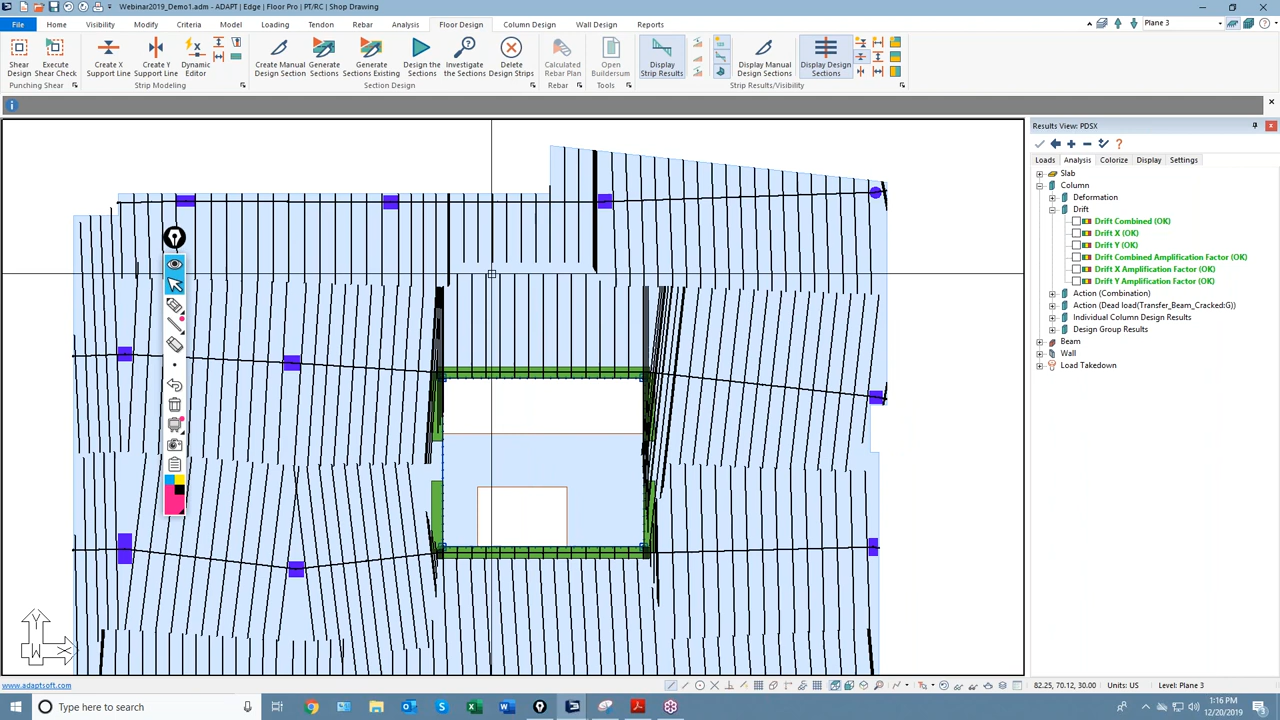 Webinar2019_Demo1.adm - ADAPT | Edge | Floor Pro | PT/RC | Shop Drawing
File Home Visibility Modify Criteria Model Loading Tendon Rebar Analysis Floor Design Column Design Wall Design Reports Plane 3
Shear Design
Execute Shear Check
Create X Support Line
Create Y Support Line
Dynamic Editor
Create Manual Design Section
Generate Sections
Generate Sections Existing
Design the Sections
Investigate the Sections
Delete Design Strips
Calculated Rebar Plan
Open Buildersum
Display Strip Results
Display Manual Design Sections
Display Design Sections
Punching Shear Strip Modeling Section Design Rebar Tools Strip Results/Visibility
Results View: PDSX
Loads Analysis Colorize Display Settings
Slab
Column
Deformation
Drift
Drift Combined (OK)
Drift X (OK)
Drift Y (OK)
Drift Combined Amplification Factor (OK)
Drift X Amplification Factor (OK)
Drift Y Amplification Factor (OK)
Action (Combination)
Action (Dead load(Transfer_Beam_Cracked:G))
Individual Column Design Results
Design Group Results
Beam
Wall
Load Takedown
Y
W X
www.adaptsoft.com 82.25, 70.12, 30.00 Units: US Level: Plane 3
Type here to search
1:16 PM
12/20/2019